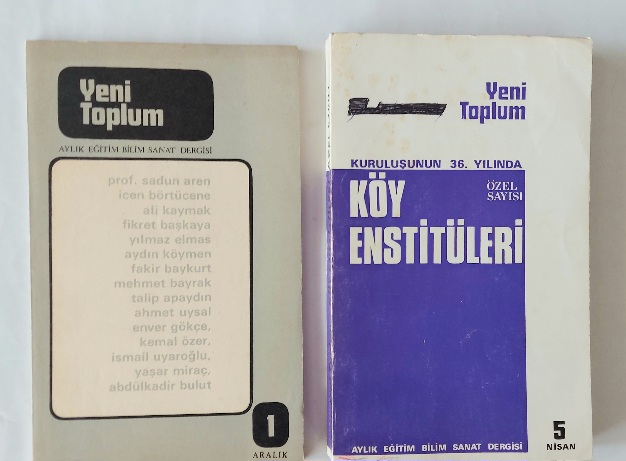 Yeni
Toplum
AYLIK EĞİTİM BİLİM SANAT DERGİSİ
prof. sadun aren
icen börtücene
ali kaymak
fikret başkaya
yılmaz elmas
aydın köymen
fakir baykurt
mehmet bayrak
talip apaydın
ahmet uysal
enver gökçe,
kemal özer,
ismail uyaroğlu,
yaşar miraç,
abdülkadir bulut
1
ARALIK
Yeni
Toplum
KURULUŞUNUN 36. YILINDA
KÖY
ENSTİTÜLERİ
ÖZEL
SAYISI
5
NİSAN
AYLIK EĞİTİM BİLİM SANAT DERGİSİ